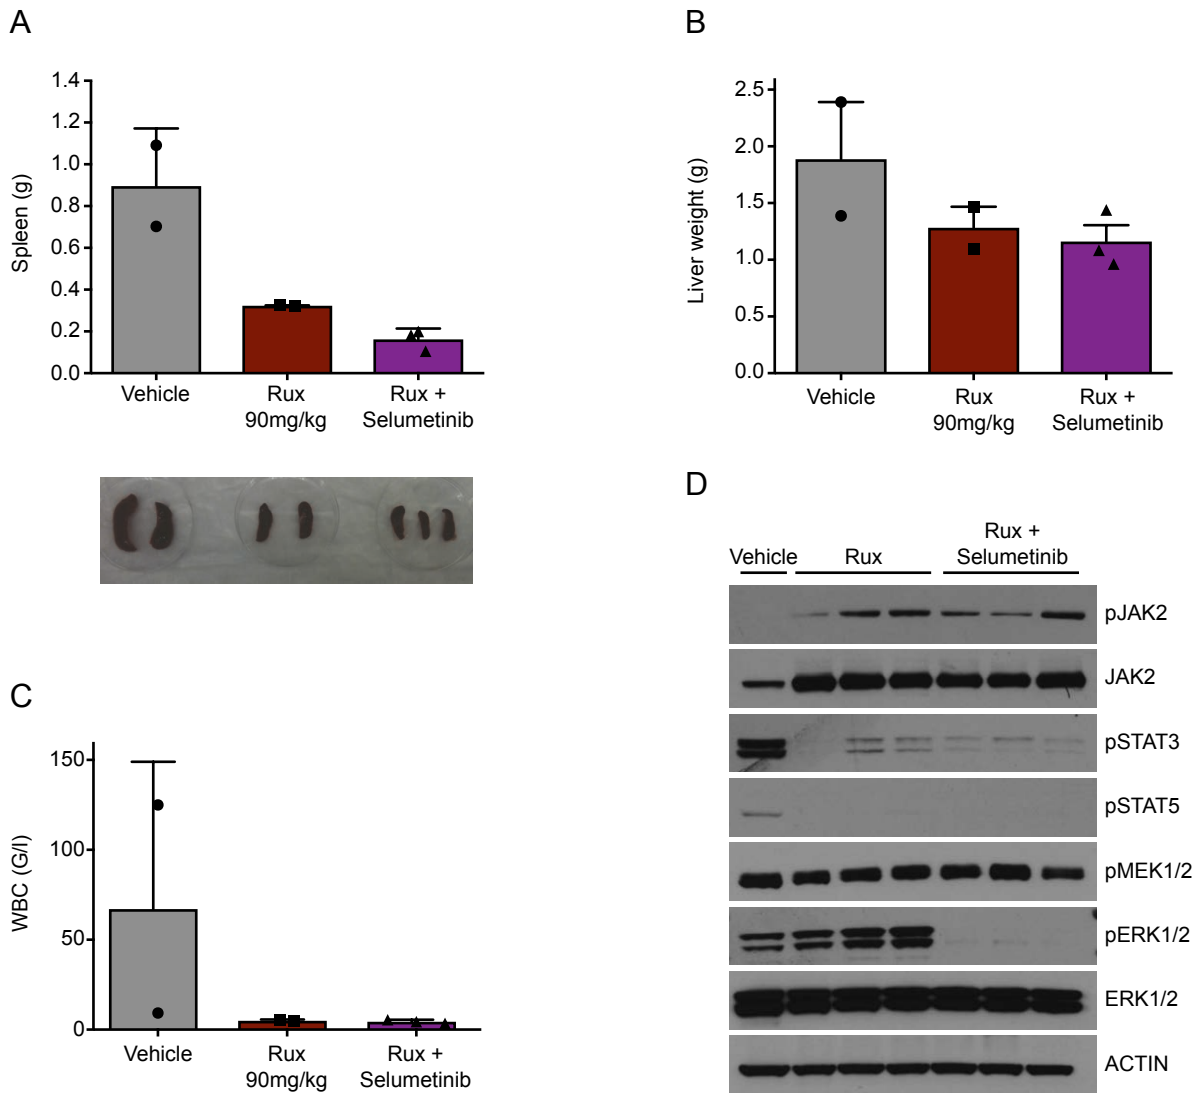 A
1.4
1.2
1.0
0.8
0.6
0.4
0.2
0.0
Spleen (g)
Vehicle
Rux
90mg/kg
Rux +
Selumetinib
B
2.5
2.0
1.5
1.0
0.5
0.0
Liver weight (g)
Vehicle
Rux
90mg/kg
Rux +
Selumetinib
C
150
100
50
0
WBC (G/l)
Vehicle
Rux
90mg/kg
Rux +
Selumetinib
D
Vehicle
Rux
Rux +
Selumetinib
pJAK2
JAK2
pSTAT3
pSTAT5
pMEK1/2
pERK1/2
ERK1/2
ACTIN